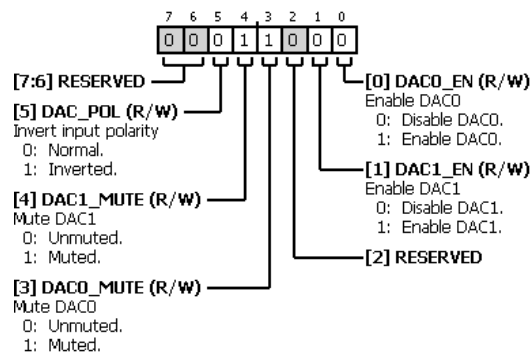 7 6 5 4 3 2 1 0
0 0 0 1 1 0 0 0
[7:6] RESERVED
[5] DAC_POL (R/W)
Invert input polarity
0: Normal.
1: Inverted.
[4] DAC1_MUTE (R/W)
Mute DAC1
0: Unmuted.
1: Muted.
[3] DAC0_MUTE (R/W)
Mute DAC0
0: Unmuted.
1: Muted.
[0] DAC0_EN (R/W)
Enable DAC0
0: Disable DAC0.
1: Enable DAC0.
[1] DAC1_EN (R/W)
Enable DAC1
0: Disable DAC1.
1: Enable DAC1.
[2] RESERVED